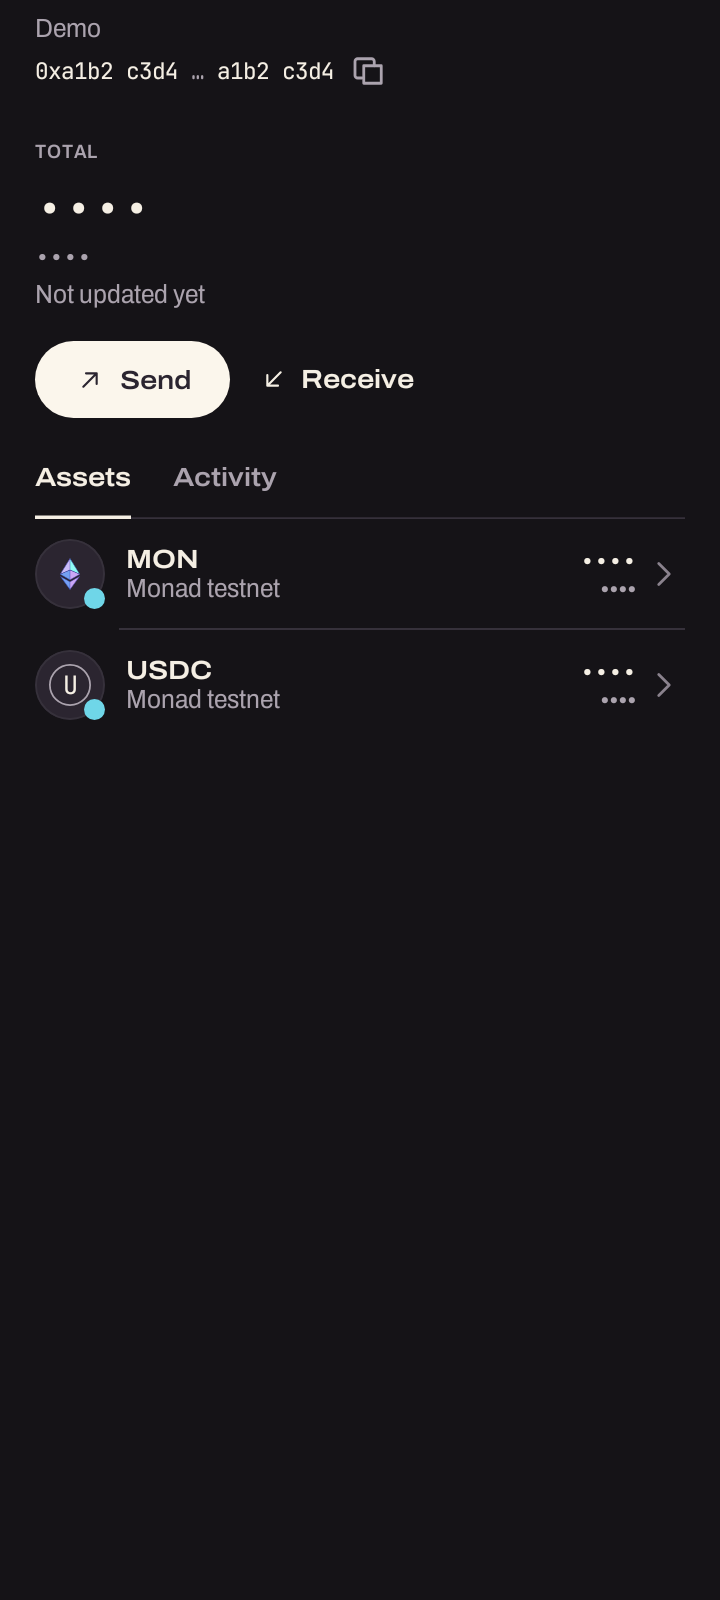 Demo
0xa1b2 c3d4 … a1b2 c3d4
TOTAL
••••
••••
Not updated yet
Send
Receive
Assets Activity
MON
Monad testnet
••••
••••
U
USDC
Monad testnet
••••
••••